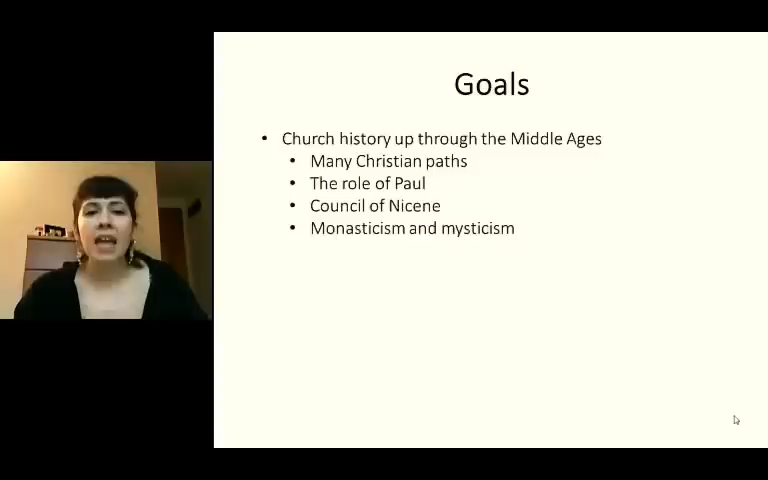 Goals
• Church history up through the Middle Ages
• Many Christian paths
• The role of Paul
• Council of Nicene
• Monasticism and mysticism